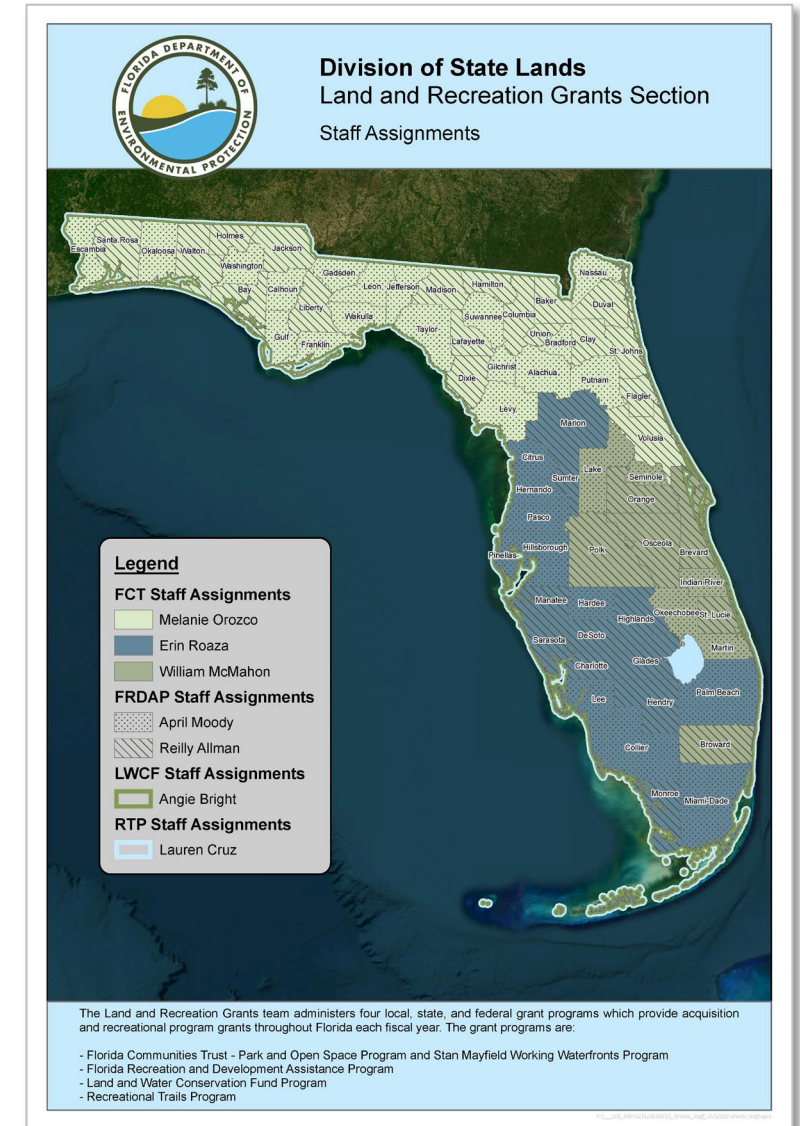 FLORIDA DEPARTMENT OF
ENVIRONMENTAL PROTECTION
Division of State Lands
Land and Recreation Grants Section
Staff Assignments
Holmes
Santa Rosa
Jackson
Escambia
Okaloosa
Walton
Washington
Gadsden
Nassau
Hamilton
Bay
Calhoun
Leon
Jefferson
Madison
Baker
Duval
Liberty
Wakulla
Suwannee
Columbia
Taylor
Union
Gulf
Franklin
Lafayette
Bradford
Clay
St. Johns
Gilchrist
Alachua
Dixie
Putnam
Flagler
Levy
Marion
Volusia
Citrus
Lake
Sumter
Seminole
Hernando
Orange
Pasco
Osceola
Pinellas
Hillsborough
Polk
Brevard
Indian River
Manatee
Hardee
Okeechobee
St. Lucie
Highlands
Sarasota
DeSoto
Martin
Charlotte
Glades
Palm Beach
Lee
Hendry
Collier
Broward
Monroe
Miami-Dade
Legend
FCT Staff Assignments
Melanie Orozco
Erin Roaza
William McMahon
FRDAP Staff Assignments
April Moody
Reilly Allman
LWCF Staff Assignments
Angie Bright
RTP Staff Assignments
Lauren Cruz
The Land and Recreation Grants team administers four local, state, and federal grant programs which provide acquisition
and recreational program grants throughout Florida each fiscal year. The grant programs are:
- Florida Communities Trust - Park and Open Space Program and Stan Mayfield Working Waterfronts Program
- Florida Recreation and Development Assistance Program
- Land and Water Conservation Fund Program
- Recreational Trails Program